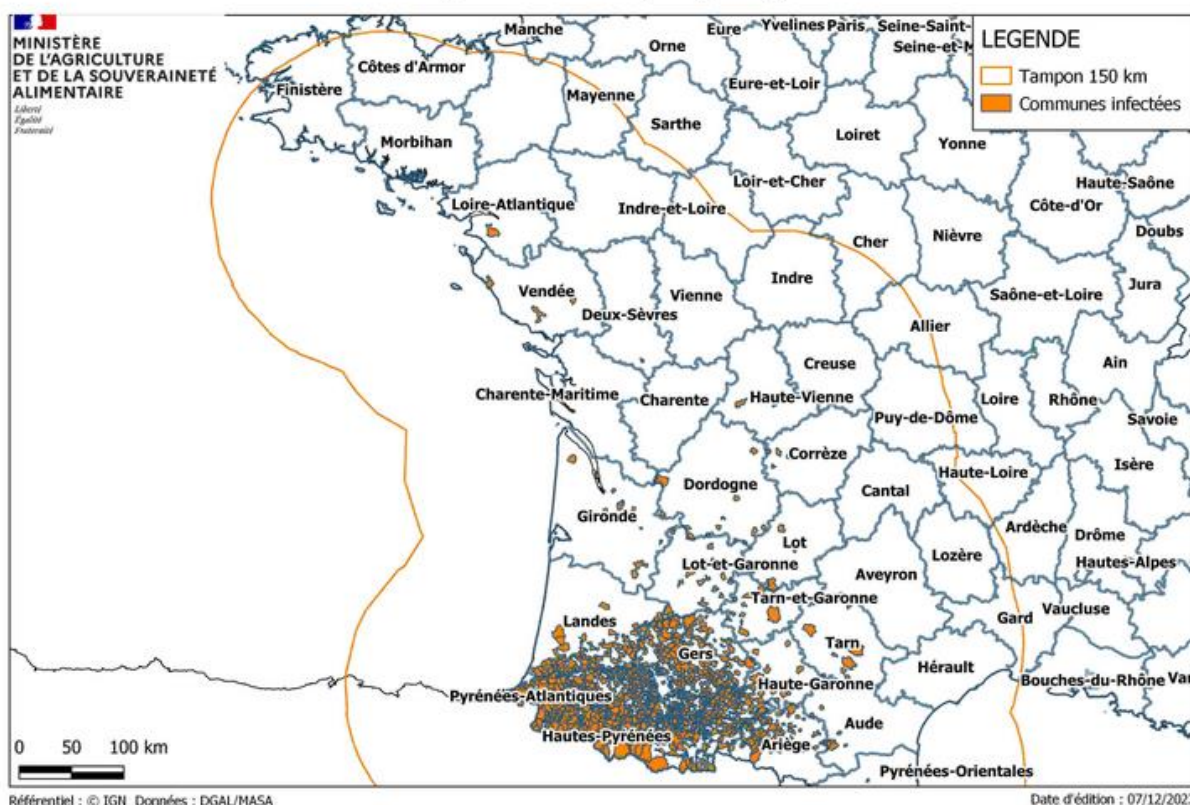 MINISTÈRE
DE L'AGRICULTURE
ET DE LA SOUVERAINETÉ
ALIMENTAIRE
Liberté
Égalité
Fraternité
LEGENDE
Tampon 150 km
Communes infectées
Manche
Orne
Eure
Yvelines
Paris
Seine-Saint-
Seine-et-M
Finistère
Côtes d'Armor
Mayenne
Eure-et-Loir
Morbihan
Sarthe
Loiret
Yonne
Loir-et-Cher
Haute-Saône
Côte-d'Or
Loire-Atlantique
Indre-et-Loire
Cher
Nièvre
Doubs
Vendée
Deux-Sèvres
Vienne
Indre
Saône-et-Loire
Jura
Allier
Charente-Maritime
Charente
Haute-Vienne
Creuse
Ain
Puy-de-Dôme
Loire
Rhône
Savoie
Corrèze
Isère
Dordogne
Cantal
Haute-Loire
Gironde
Lot
Ardèche
Drôme
Lot-et-Garonne
Aveyron
Lozère
Hautes-Alpes
Tarn-et-Garonne
Landes
Gard
Vaucluse
Gers
Tarn
Hérault
Pyrénées-Atlantiques
Haute-Garonne
Bouches-du-Rhône
Var
Hautes-Pyrénées
Ariège
Aude
Pyrénées-Orientales
0 50 100 km
Référentiel : © IGN Données : DGAL/MASA
Date d'édition : 07/12/202